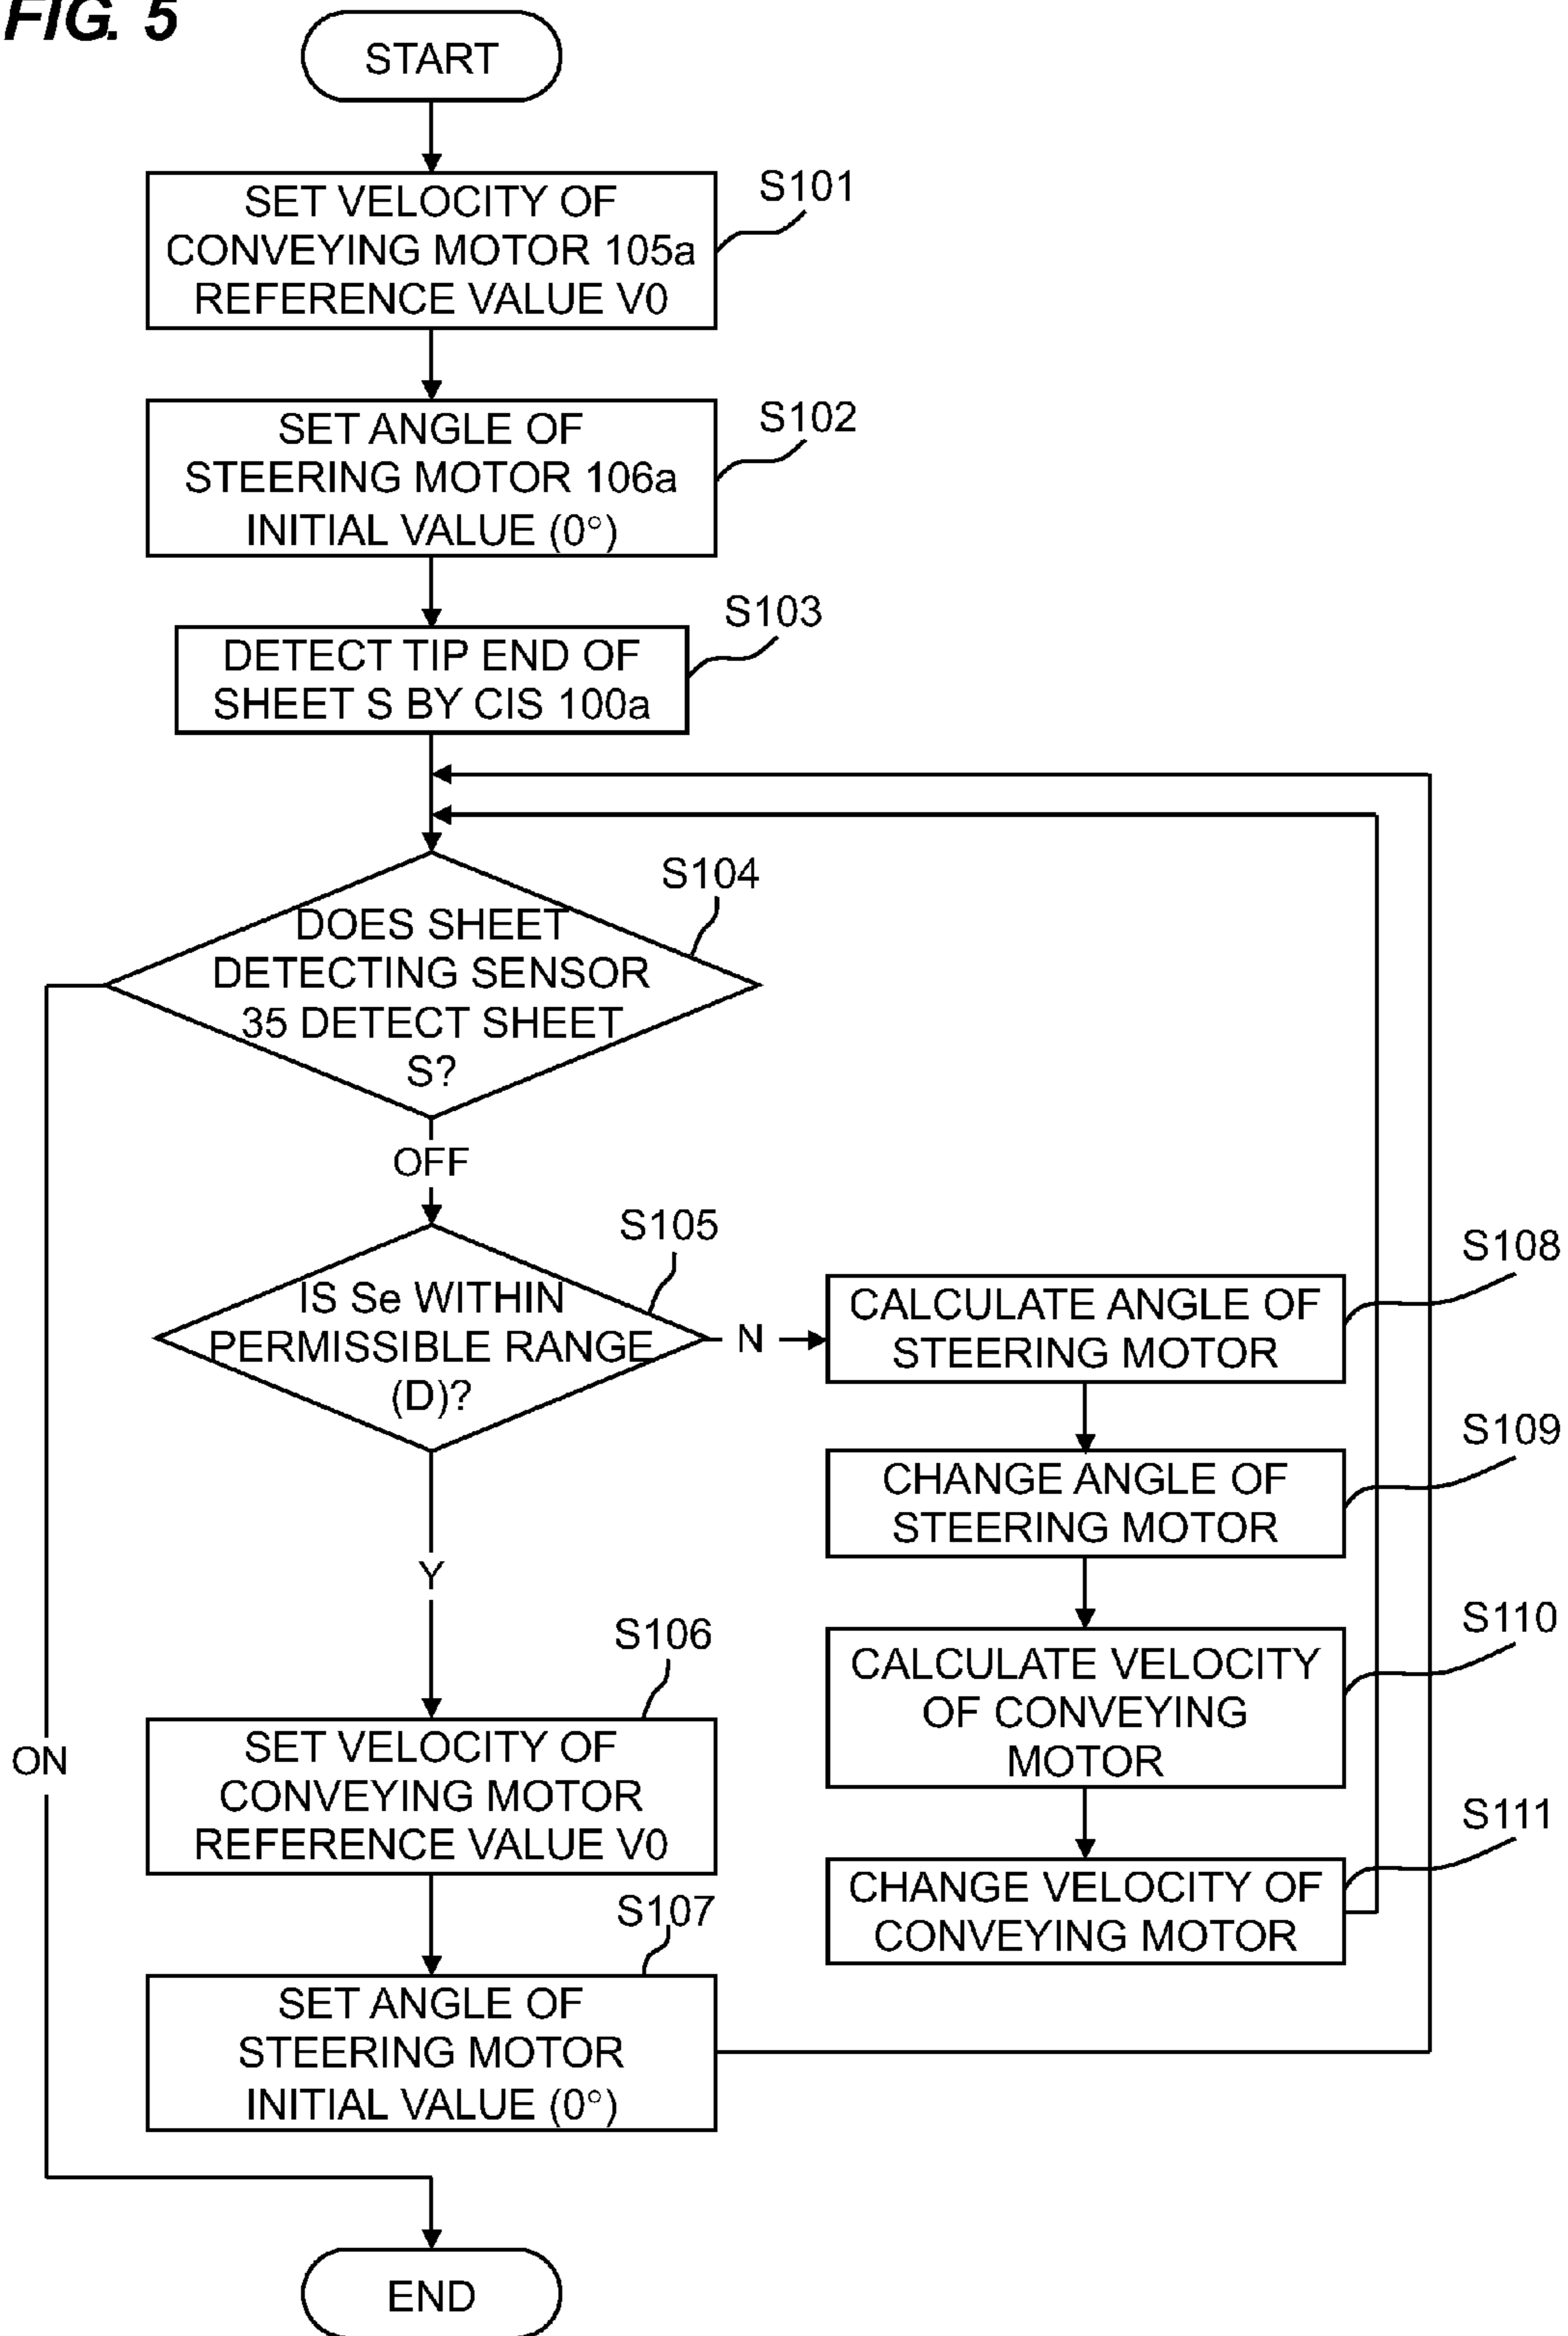 FIG. 5
START
S101
SET VELOCITY OF
CONVEYING MOTOR 105a
REFERENCE VALUE V0
S102
SET ANGLE OF
STEERING MOTOR 106a
INITIAL VALUE (0°)
S103
DETECT TIP END OF
SHEET S BY CIS 100a
S104
DOES SHEET
DETECTING SENSOR
35 DETECT SHEET
S?
OFF
S105
IS Se WITHIN
PERMISSIBLE RANGE
(D)?
N
S108
CALCULATE ANGLE OF
STEERING MOTOR
S109
CHANGE ANGLE OF
STEERING MOTOR
Y
S110
CALCULATE VELOCITY
OF CONVEYING
MOTOR
S106
SET VELOCITY OF
CONVEYING MOTOR
REFERENCE VALUE V0
ON
S111
CHANGE VELOCITY OF
CONVEYING MOTOR
S107
SET ANGLE OF
STEERING MOTOR
INITIAL VALUE (0°)
END